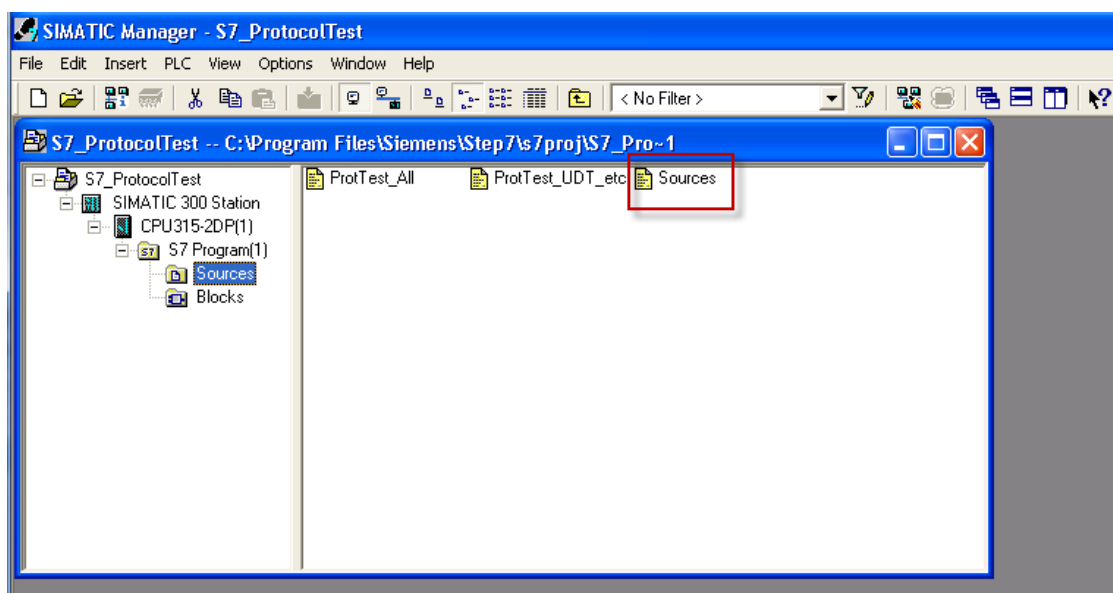 SIMATIC Manager - S7_ProtocolTest
File Edit Insert PLC View Options Window Help
< No Filter >
S7_ProtocolTest -- C:\Program Files\Siemens\Step7\s7proj\S7_Pro~1
S7_ProtocolTest
SIMATIC 300 Station
CPU315-2DP(1)
S7 Program(1)
Sources
Blocks
ProtTest_All ProtTest_UDT_etc Sources